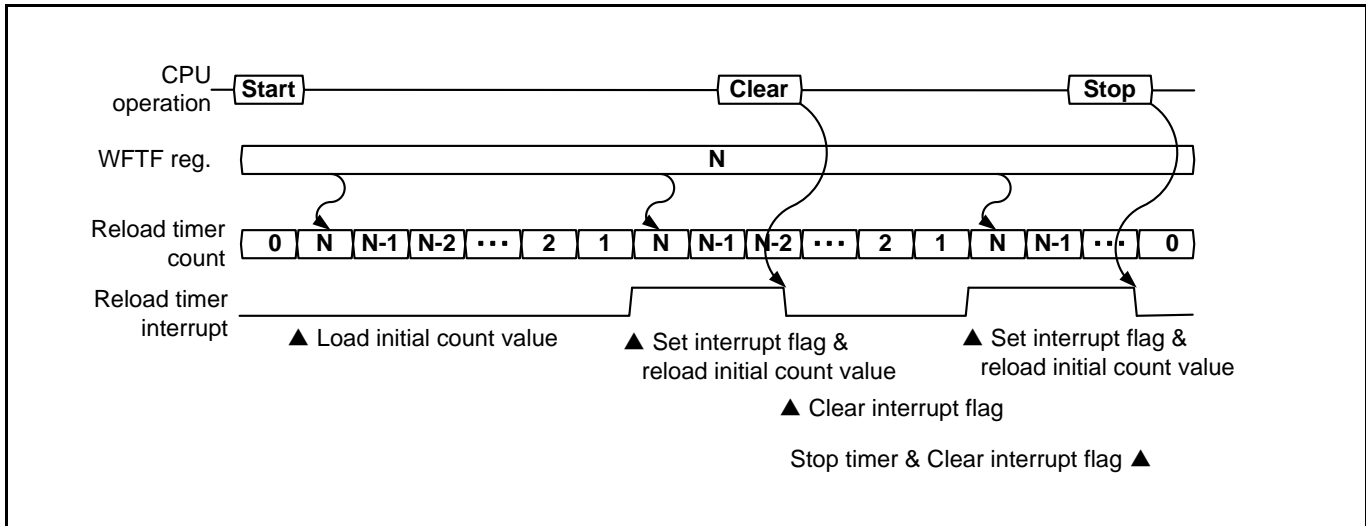 CPU
operation
Start Clear Stop
WFTF reg.
N
Reload timer
count
0 N N-1 N-2 ··· 2 1 N N-1 N-2 ··· 2 1 N N-1 ··· 0
Reload timer
interrupt
▲ Load initial count value
▲ Set interrupt flag &
reload initial count value
▲ Set interrupt flag &
reload initial count value
▲ Clear interrupt flag
Stop timer & Clear interrupt flag ▲